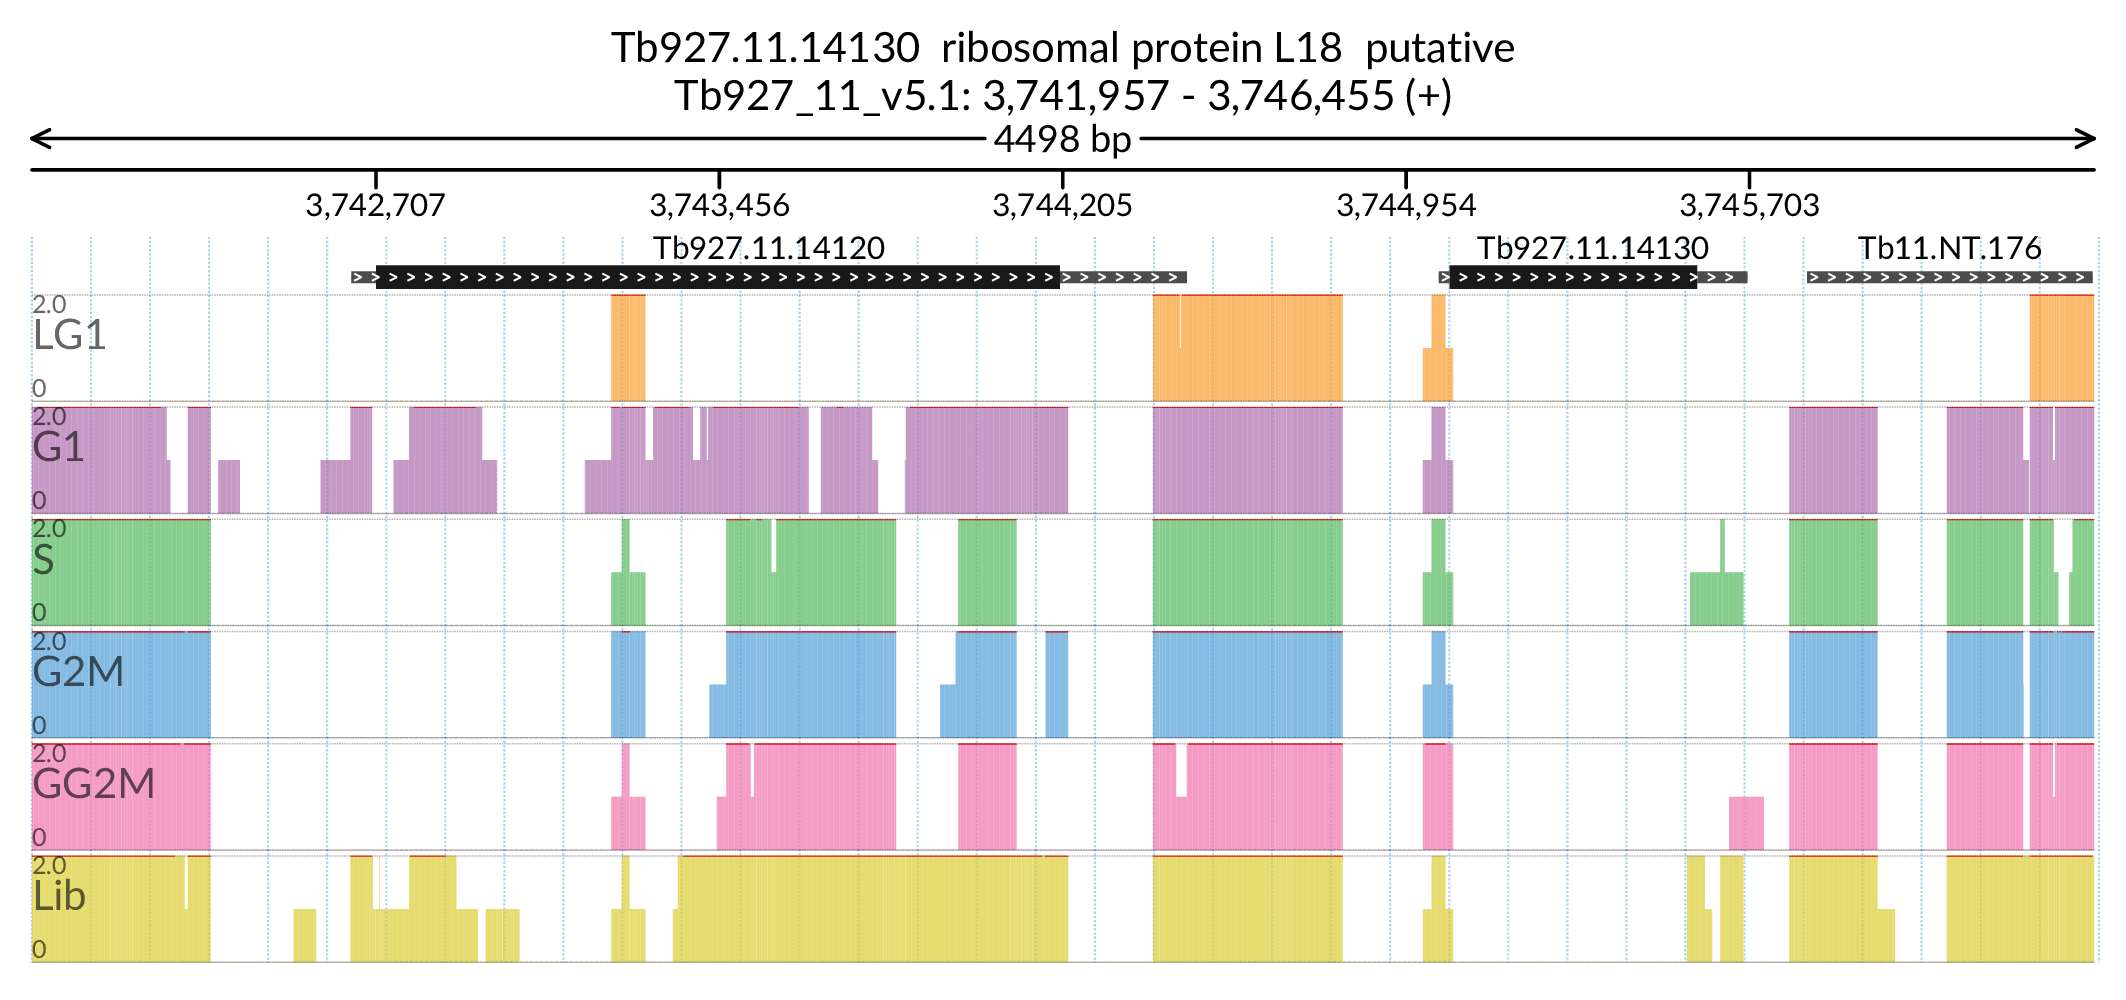 Tb927.11.14130 ribosomal protein L18 putative
Tb927_11_v5.1: 3,741,957 - 3,746,455 (+)
4498 bp
3,742,707 3,743,456 3,744,205 3,744,954 3,745,703
Tb927.11.14120 Tb927.11.14130 Tb11.NT.176
2.0
LG1
0
2.0
G1
0
2.0
S
0
2.0
G2M
0
2.0
GG2M
0
2.0
Lib
0